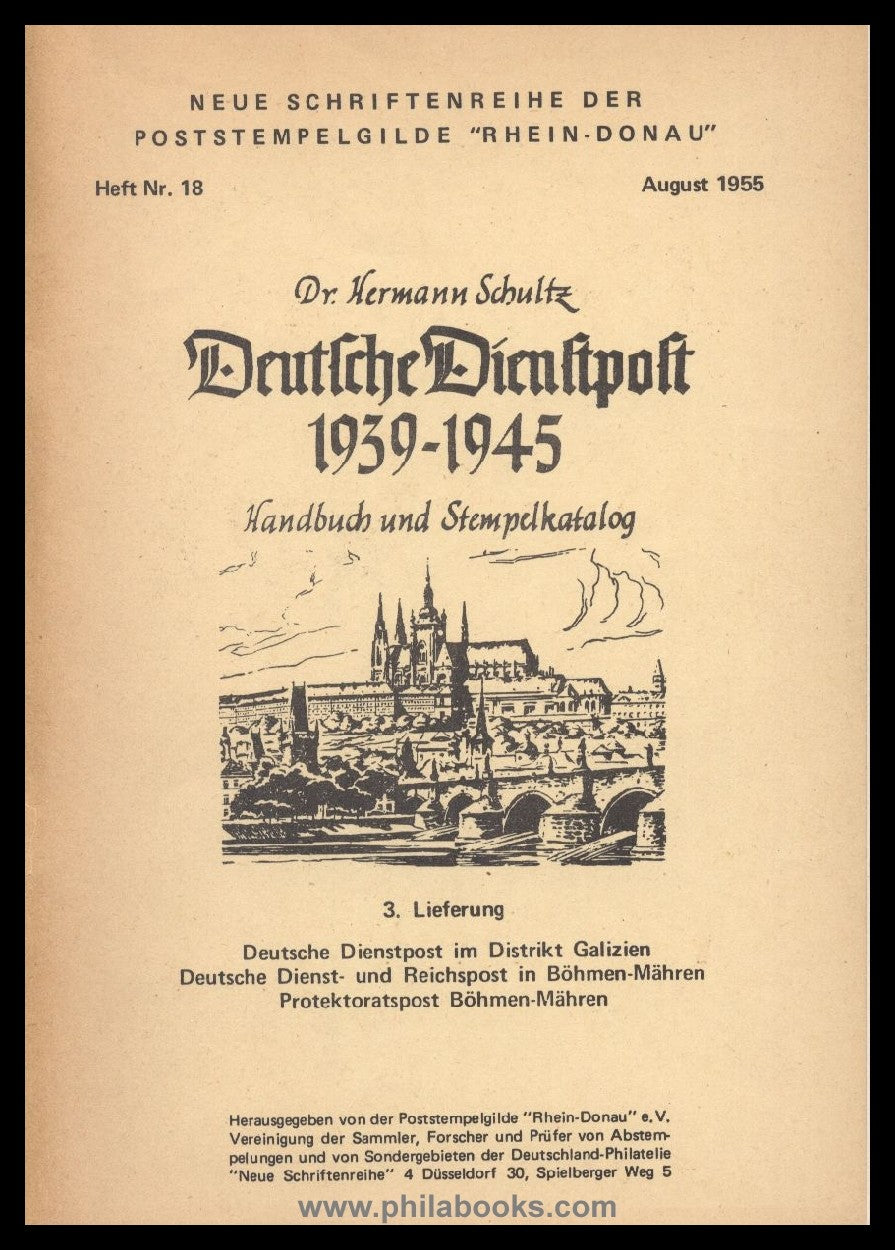 NEUE SCHRIFTENREIHE DER
POSTSTEMPELGILDE "RHEIN-DONAU"
Heft Nr. 18 August 1955
Dr. Hermann Schultz
Deutsche Dienstpost
1939-1945
Handbuch und Stempelkatalog
3. Lieferung
Deutsche Dienstpost im Distrikt Galizien
Deutsche Dienst- und Reichspost in Böhmen-Mähren
Protektoratspost Böhmen-Mähren
Herausgegeben von der Poststempelgilde "Rhein-Donau" e.V.
Vereinigung der Sammler, Forscher und Prüfer von Abstem-
pelungen und von Sondergebieten der Deutschland-Philatelie
"Neue Schriftenreihe" 4 Düsseldorf 30, Spielberger Weg 5
www.philabooks.com